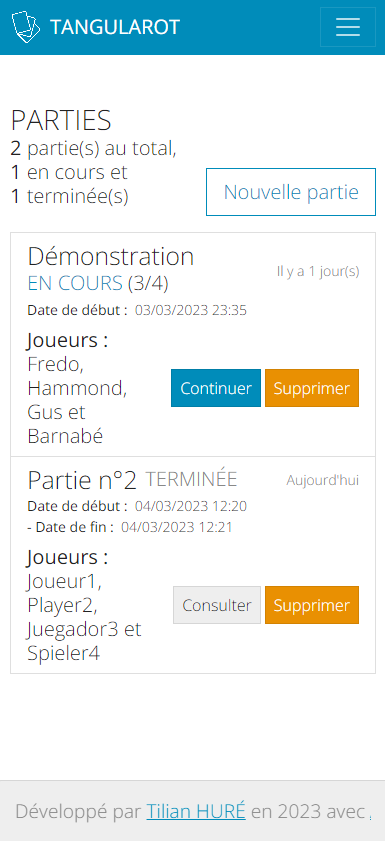 TANGULAROT
PARTIES
2 partie(s) au total,
1 en cours et
1 terminée(s)
Nouvelle partie
Démonstration
EN COURS (3/4)
Il y a 1 jour(s)
Date de début : 03/03/2023 23:35
Joueurs :
Fredo,
Hammond,
Gus et
Barnabé
Continuer
Supprimer
Partie n°2 TERMINÉE
Aujourd'hui
Date de début : 04/03/2023 12:20
- Date de fin : 04/03/2023 12:21
Joueurs :
Joueur1,
Player2,
Juegador3 et
Spieler4
Consulter
Supprimer
Développé par Tilian HURÉ en 2023 avec